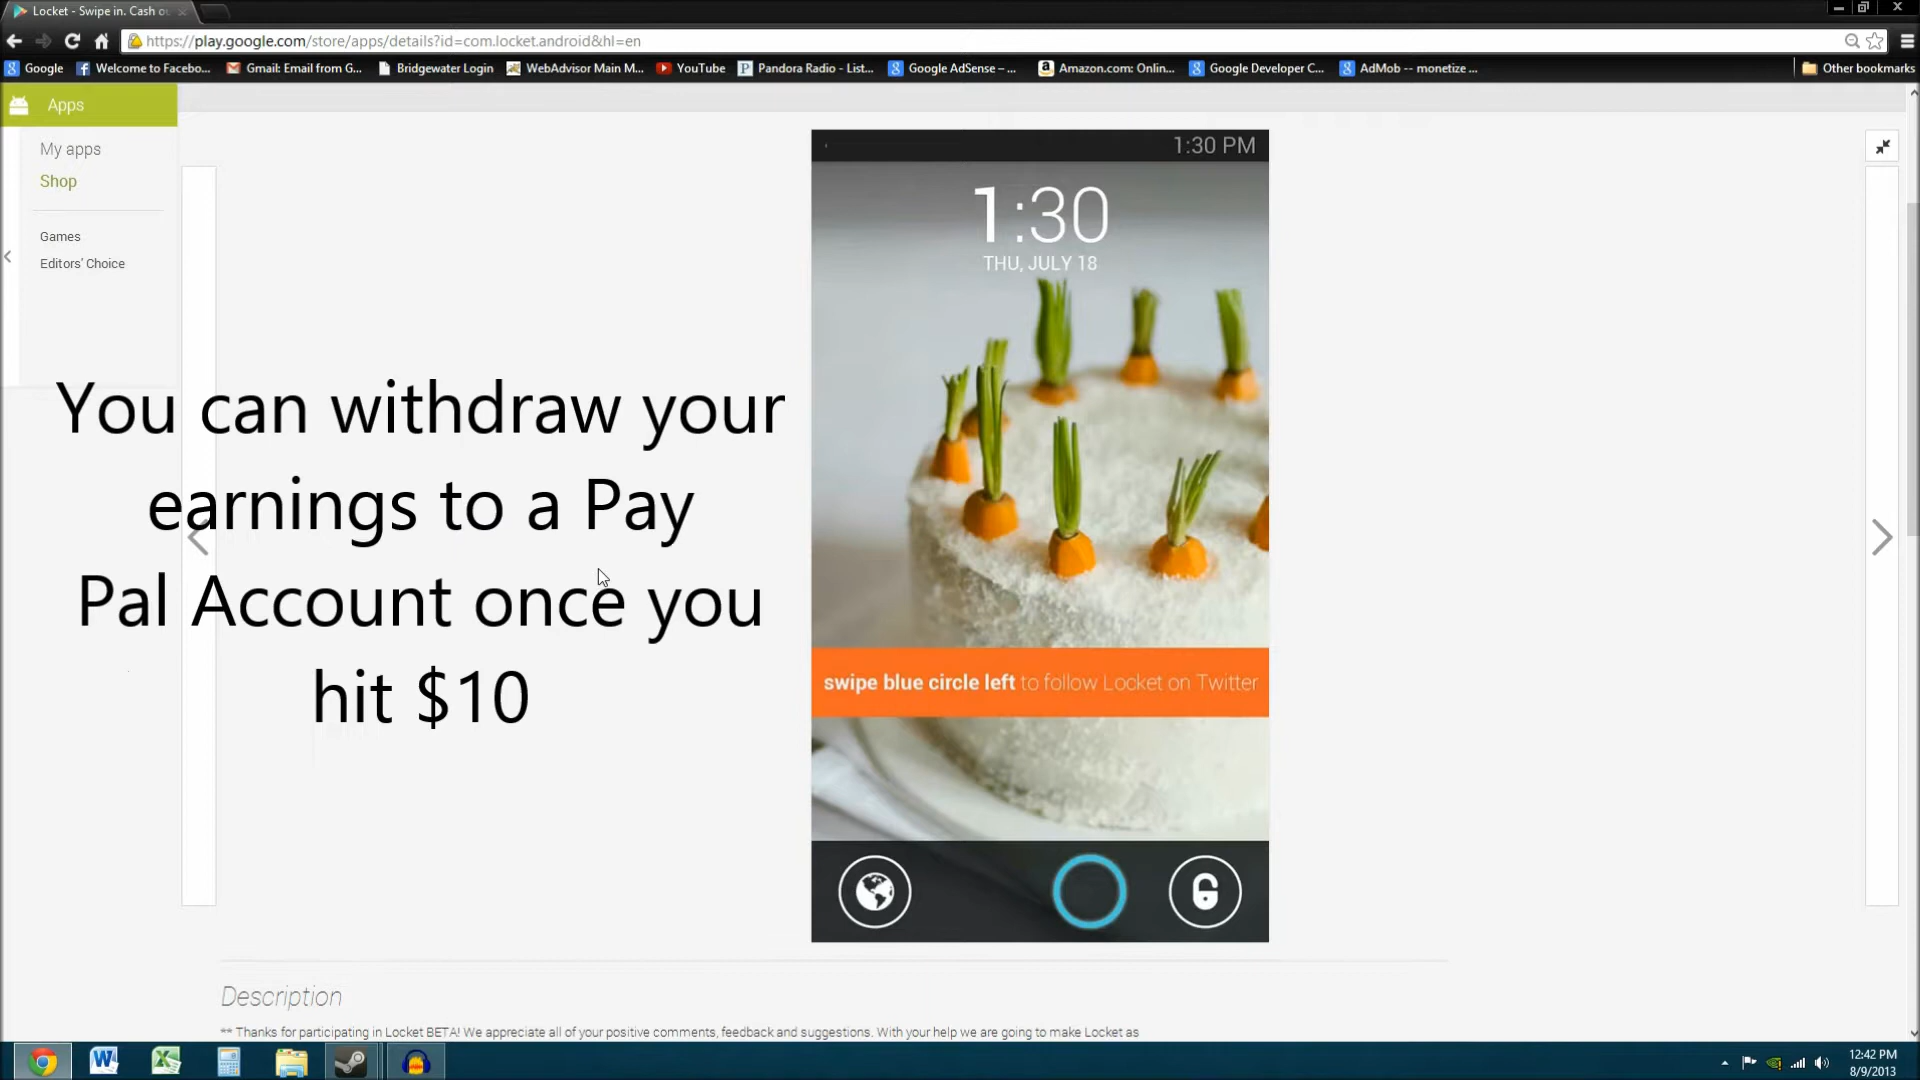 Locket - Swipe in. Cash ou
https://play.google.com/store/apps/details?id=com.locket.android&hl=en
Google
Welcome to Facebo...
Gmail: Email from G...
Bridgewater Login
WebAdvisor Main M...
YouTube
Pandora Radio - List...
Google AdSense – ...
Amazon.com: Onlin...
Google Developer C...
AdMob -- monetize ...
Other bookmarks
Apps
My apps
Shop
Games
Editors' Choice
1:30 PM
1:30
THU, JULY 18
You can withdraw your
earnings to a Pay
Pal Account once you
hit $10
swipe blue circle left to follow Locket on Twitter
Description
** Thanks for participating in Locket BETA! We appreciate all of your positive comments, feedback and suggestions. With your help we are going to make Locket as
12:42 PM
8/9/2013